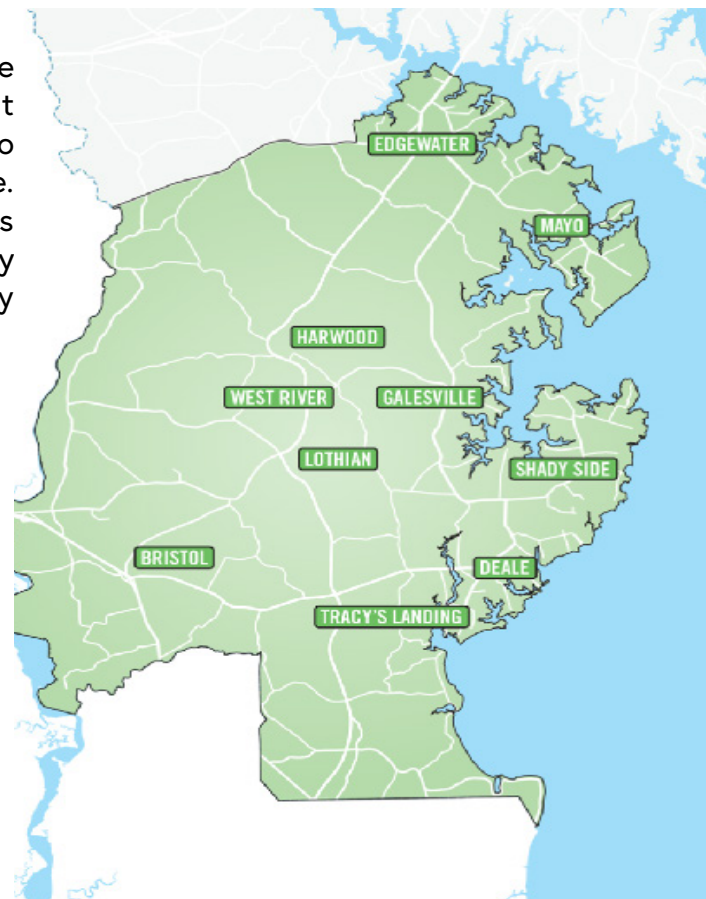 e
t
o
e.
s
y
y
EDGEWATER
MAYO
HARWOOD
WEST RIVER
GALESVILLE
LOTHIAN
SHADY SIDE
BRISTOL
DEALE
TRACY'S LANDING